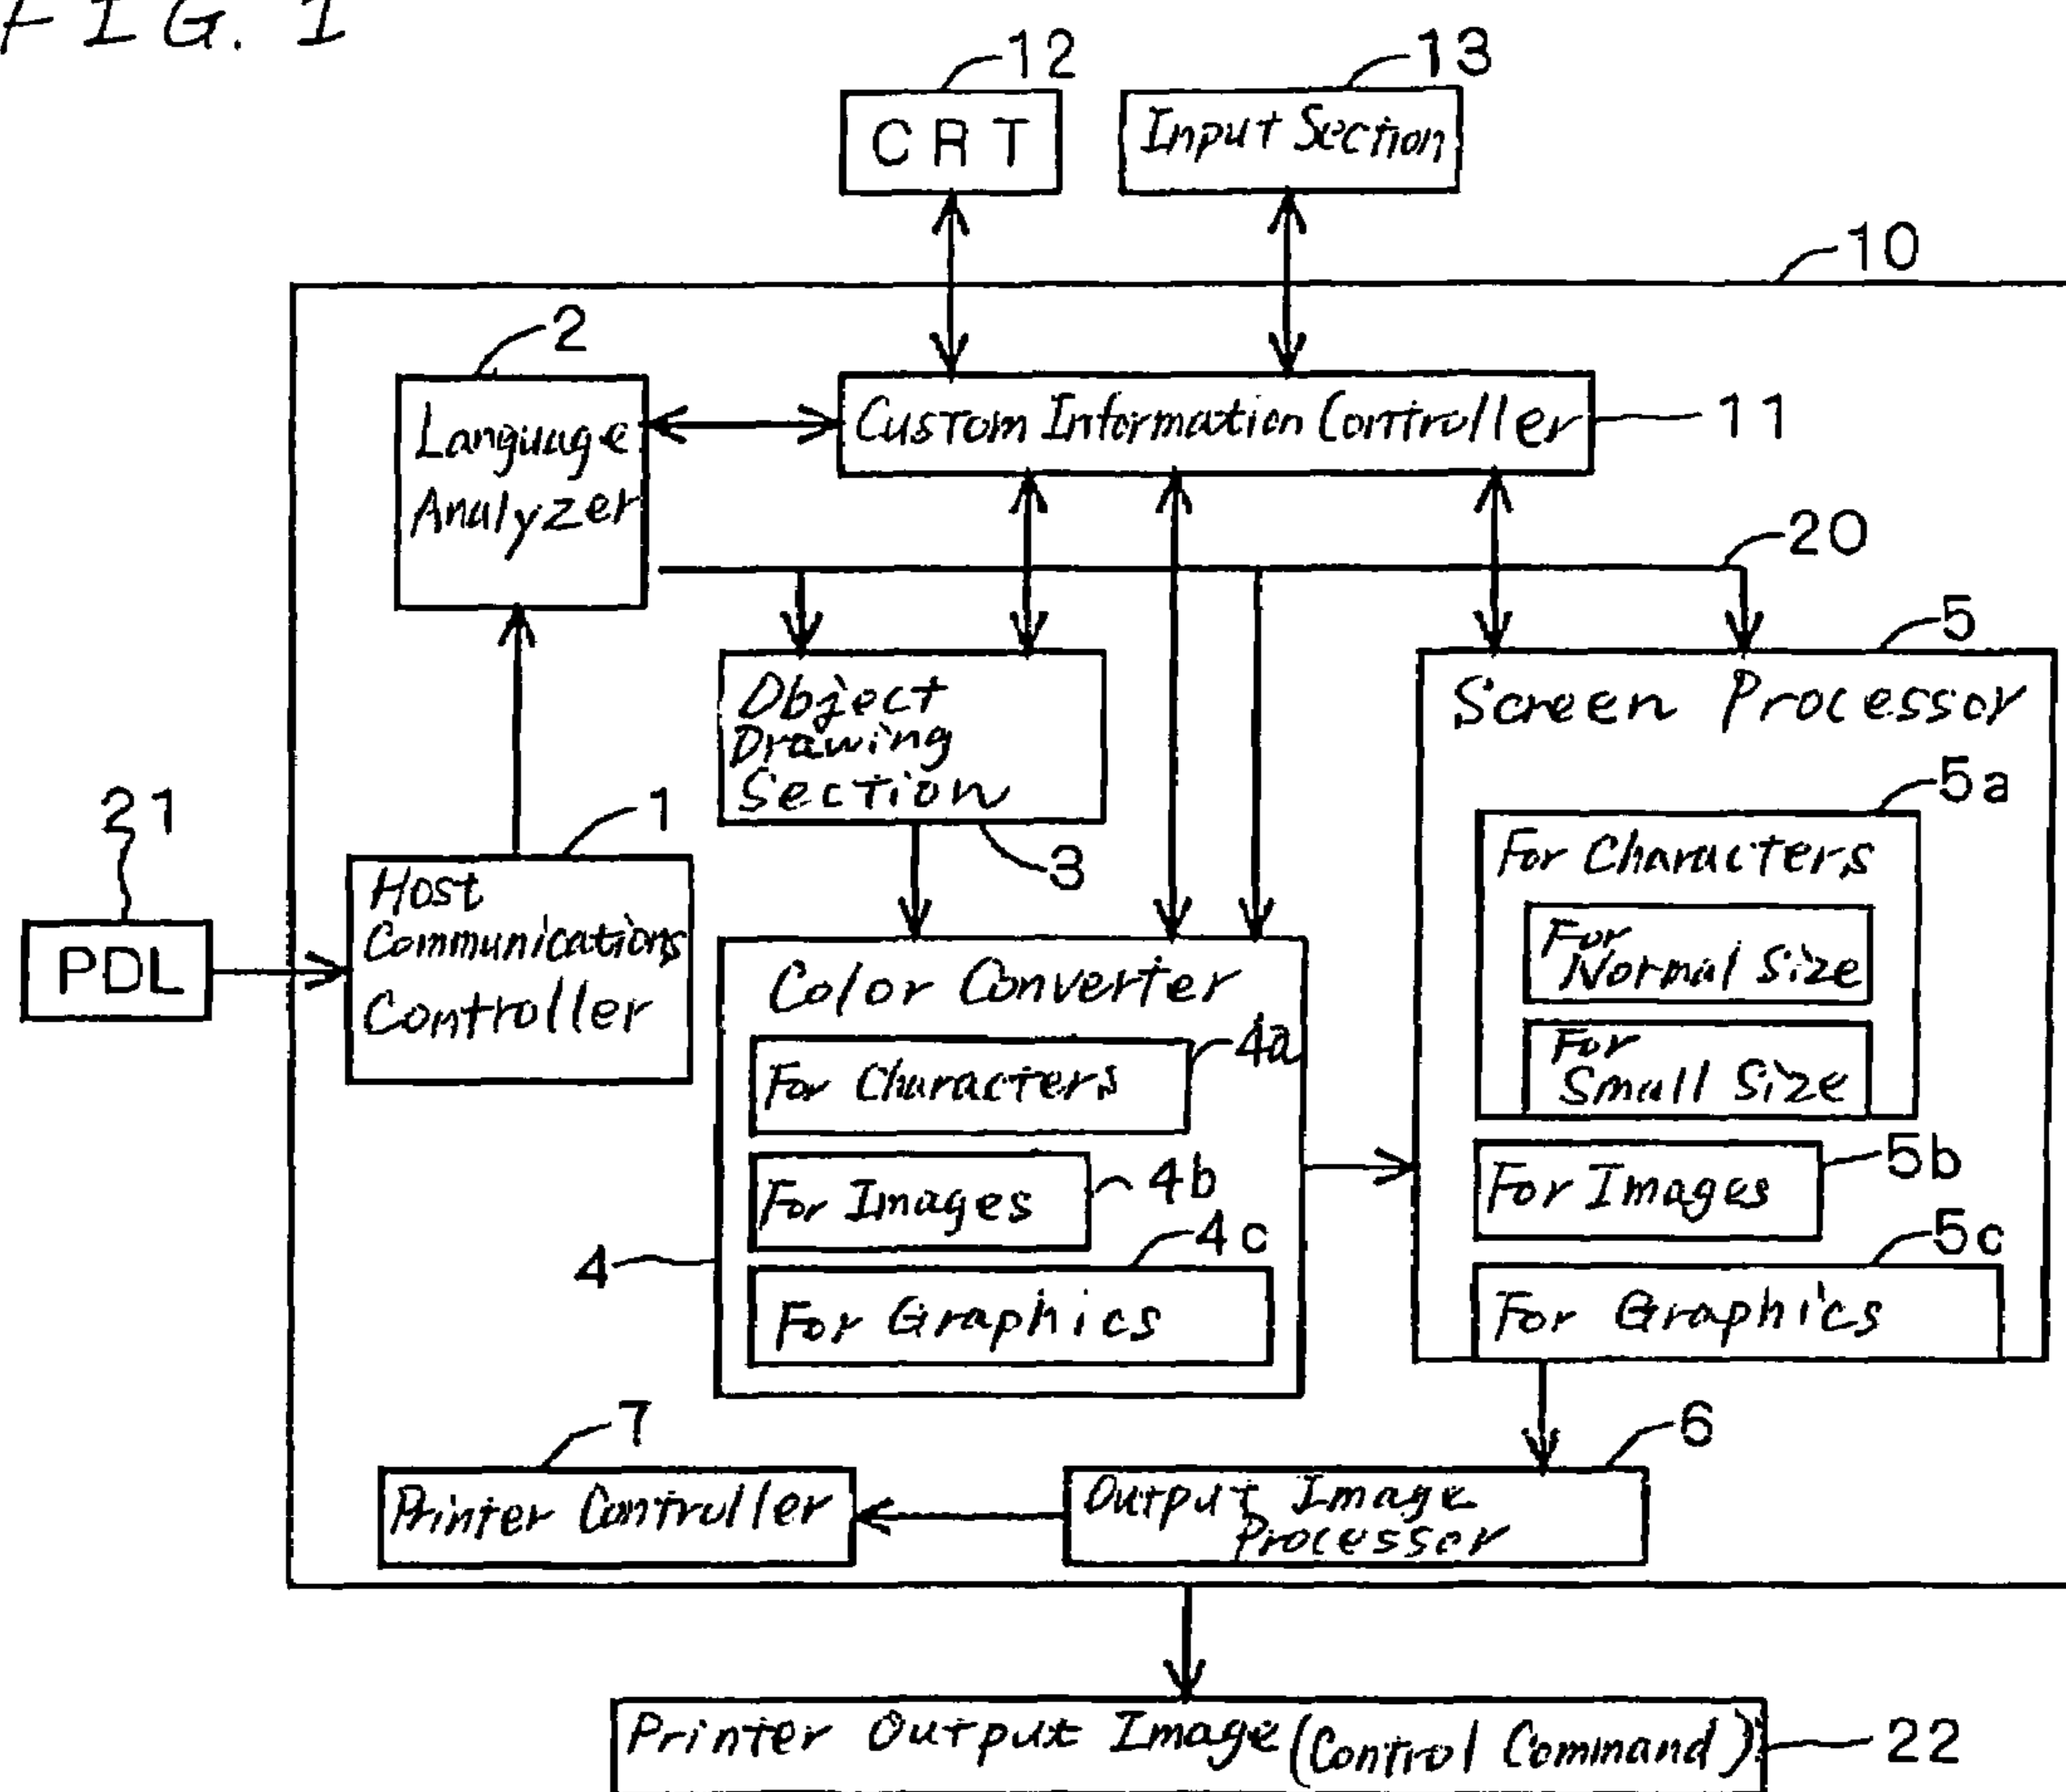 FIG. 1
12
13
CRT
Input Section
10
2
Language
Analyzer
Custom Information Controller
11
20
5
Object
Drawing
Section
3
Screen Processor
5a
For Characters
For
Normal Size
For
Small Size
21
PDL
1
Host
Communications
Controller
Color Converter
4a
For Characters
4b
For Images
4c
For Graphics
4
5b
For Images
5c
For Graphics
7
Printer Controller
6
Output Image
Processor
Printer Output Image (Control Command)
22